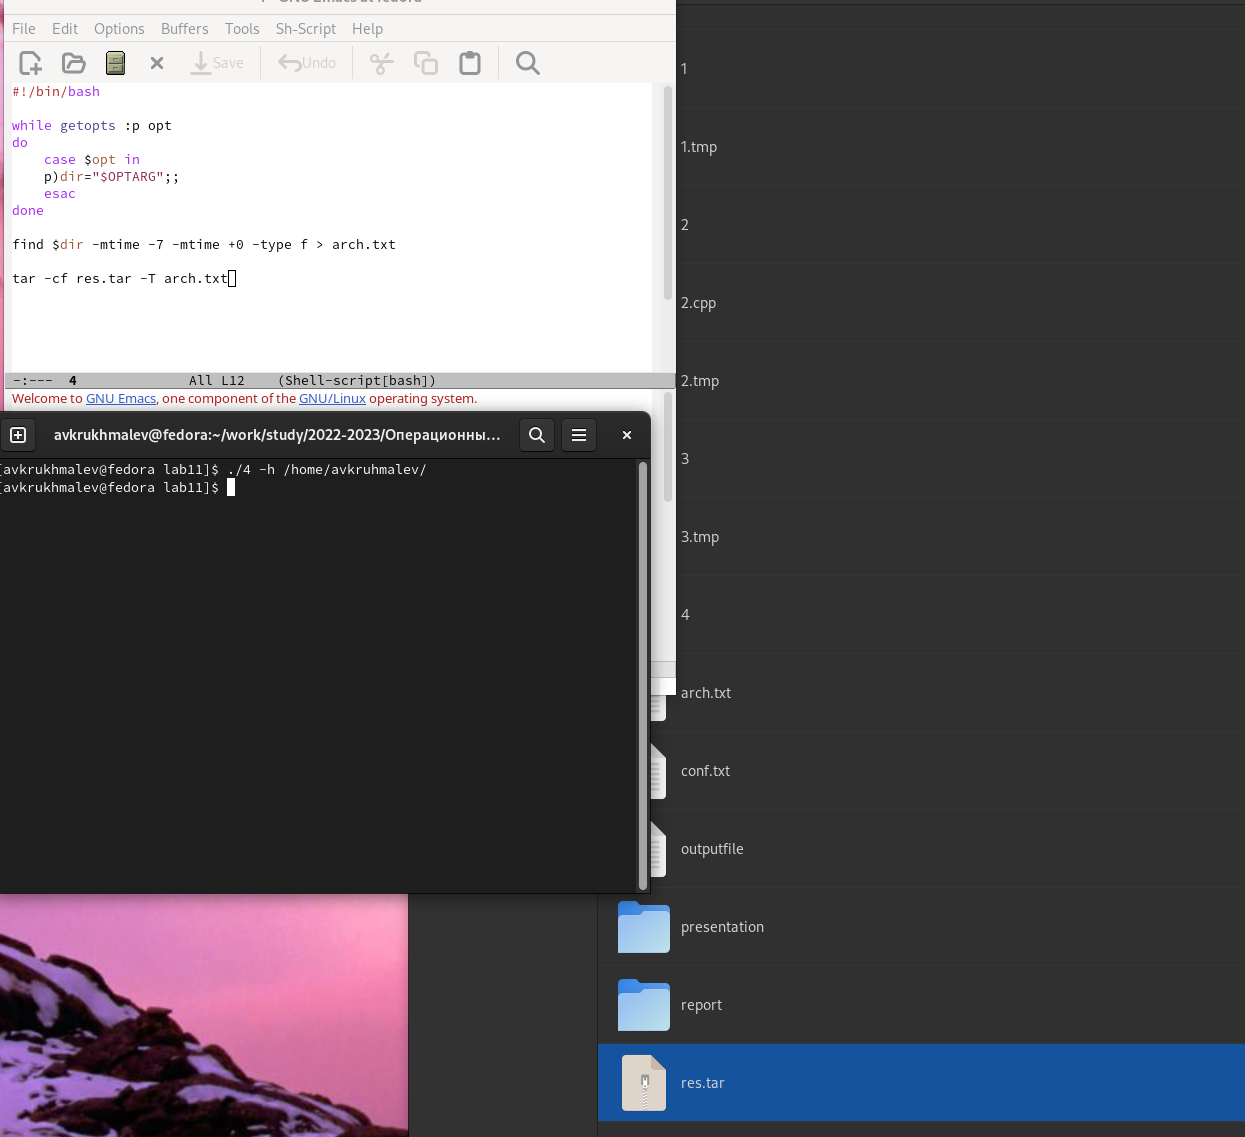 File Edit Options Buffers Tools Sh-Script Help
Save Undo
#!/bin/bash
while getopts :p opt
do
    case $opt in
    p)dir="$OPTARG";;
    esac
done
find $dir -mtime -7 -mtime +0 -type f > arch.txt
tar -cf res.tar -T arch.txt
-:--- 4 All L12 (Shell-script[bash])
Welcome to GNU Emacs, one component of the GNU/Linux operating system.
avkrukhmalev@fedora:~/work/study/2022-2023/Операционны...
[avkrukhmalev@fedora lab11]$ ./4 -h /home/avkruhmalev/
[avkrukhmalev@fedora lab11]$
1
1.tmp
2
2.cpp
2.tmp
3
3.tmp
4
arch.txt
conf.txt
outputfile
presentation
report
res.tar